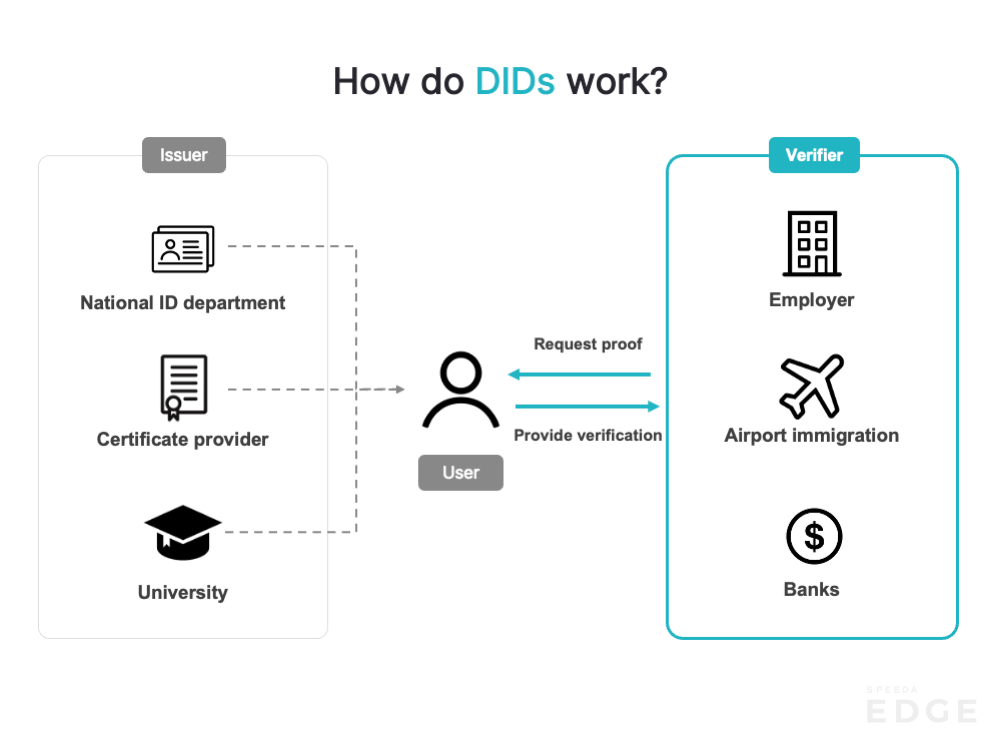 How do DIDs work?
Issuer
National ID department
Certificate provider
University
Request proof
Provide verification
User
Verifier
Employer
Airport immigration
$
Banks
SPEEDA
EDGE